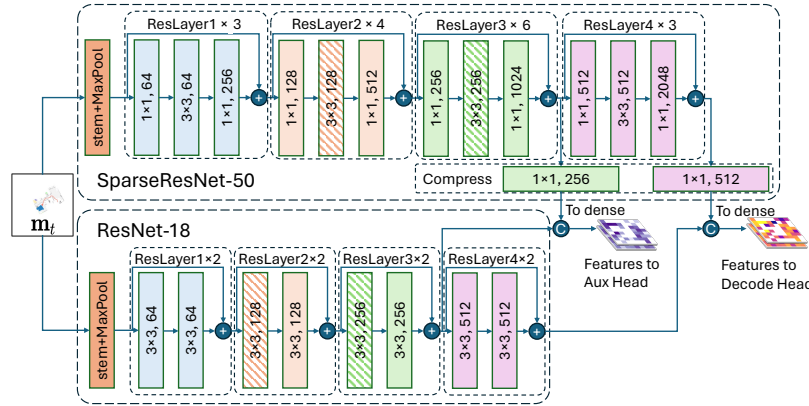 ResLayer1 × 3
ResLayer2 × 4
ResLayer3 × 6
ResLayer4 × 3
stem+MaxPool
1×1, 64
3×3, 64
1×1, 256
+
1×1, 128
3×3, 128
1×1, 512
+
1×1, 256
3×3, 256
1×1, 1024
+
1×1, 512
3×3, 512
1×1, 2048
+
SparseResNet-50
Compress
1×1, 256
1×1, 512
m_t
To dense
To dense
C
C
Features to
Aux Head
Features to
Decode Head
ResNet-18
ResLayer1×2
ResLayer2×2
ResLayer3×2
ResLayer4×2
stem+MaxPool
3×3, 64
3×3, 64
+
3×3, 128
3×3, 128
+
3×3, 256
3×3, 256
+
3×3, 512
3×3, 512
+